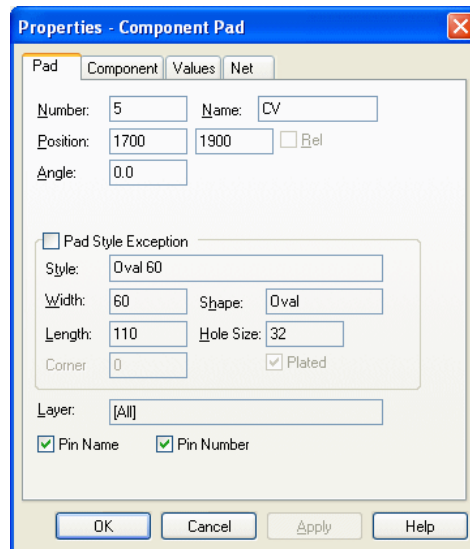 Properties - Component Pad
Pad Component Values Net
Number: 5 Name: CV
Position: 1700 1900 Rel
Angle: 0.0
Pad Style Exception
Style: Oval 60
Width: 60 Shape: Oval
Length: 110 Hole Size: 32
Corner 0 Plated
Layer: [All]
Pin Name Pin Number
OK Cancel Apply Help